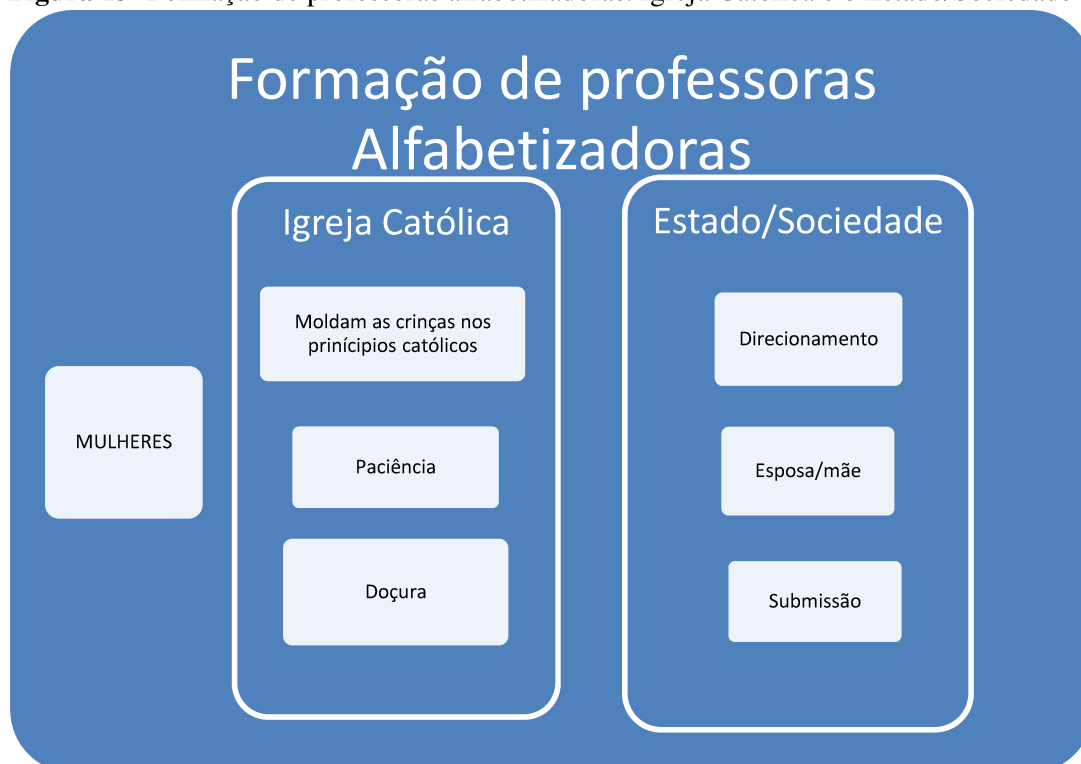 Formação de professoras
Alfabetizadoras
Igreja Católica
Moldam as crinças nos
prinícipios católicos
Paciência
Doçura
MULHERES
Estado/Sociedade
Direcionamento
Esposa/mãe
Submissão